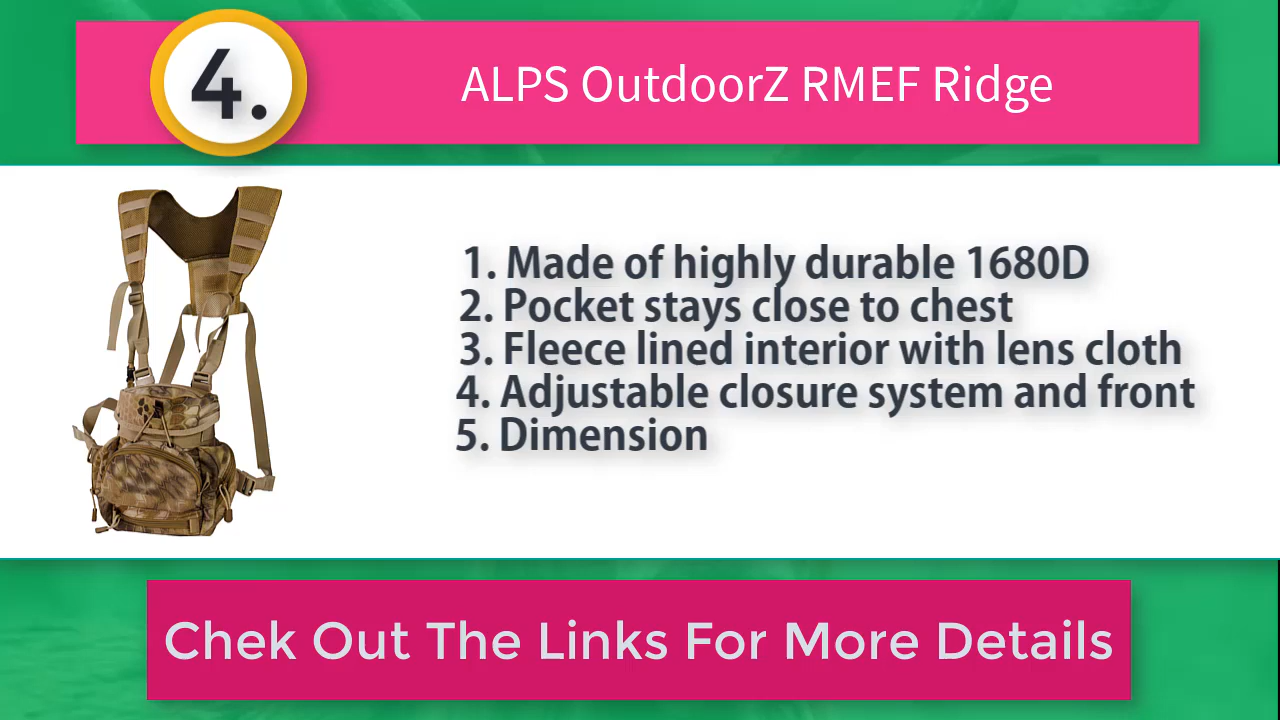 4.
ALPS OutdoorZ RMEF Ridge
1. Made of highly durable 1680D
2. Pocket stays close to chest
3. Fleece lined interior with lens cloth
4. Adjustable closure system and front
5. Dimension
Chek Out The Links For More Details